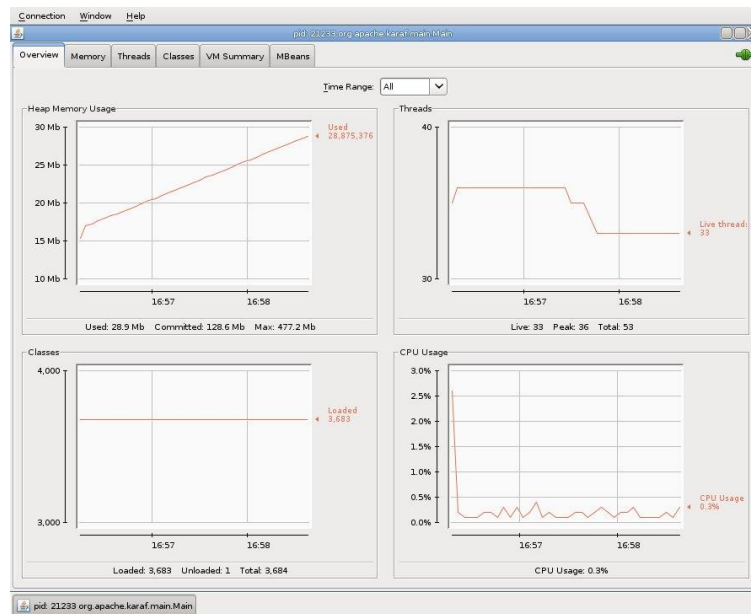 Connection Window Help
pid: 21233 org.apache.karaf.main.Main
Overview Memory Threads Classes VM Summary MBeans
Time Range: All
Heap Memory Usage
30 Mb
25 Mb
20 Mb
15 Mb
10 Mb
Used
28,875,376
16:57 16:58
Used: 28.9 Mb Committed: 128.6 Mb Max: 477.2 Mb
Threads
40
30
Live thread:
33
16:57 16:58
Live: 33 Peak: 36 Total: 53
Classes
4,000
3,000
Loaded
3,683
16:57 16:58
Loaded: 3,683 Unloaded: 1 Total: 3,684
CPU Usage
3.0%
2.5%
2.0%
1.5%
1.0%
0.5%
0.0%
CPU Usage
0.3%
16:57 16:58
CPU Usage: 0.3%
pid: 21233 org.apache.karaf.main.Main